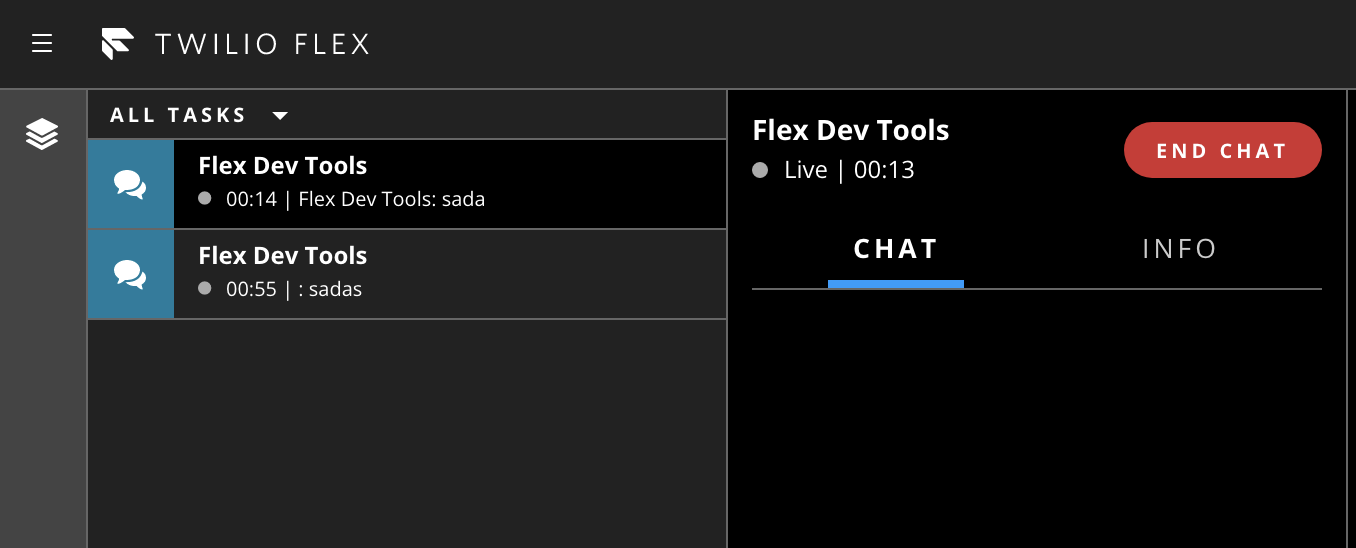 TWILIO FLEX
ALL TASKS
Flex Dev Tools
00:14 | Flex Dev Tools: sada
Flex Dev Tools
00:55 | : sadas
Flex Dev Tools
Live | 00:13
END CHAT
CHAT
INFO